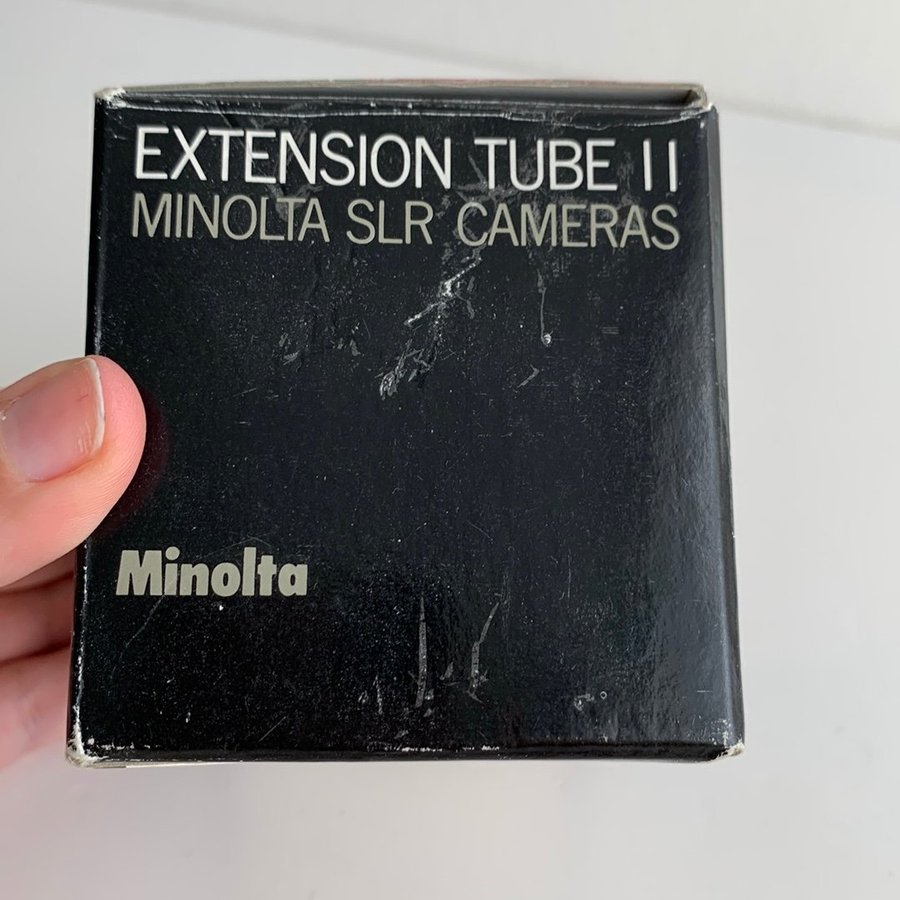 EXTENSION TUBE II
MINOLTA SLR CAMERAS
Minolta